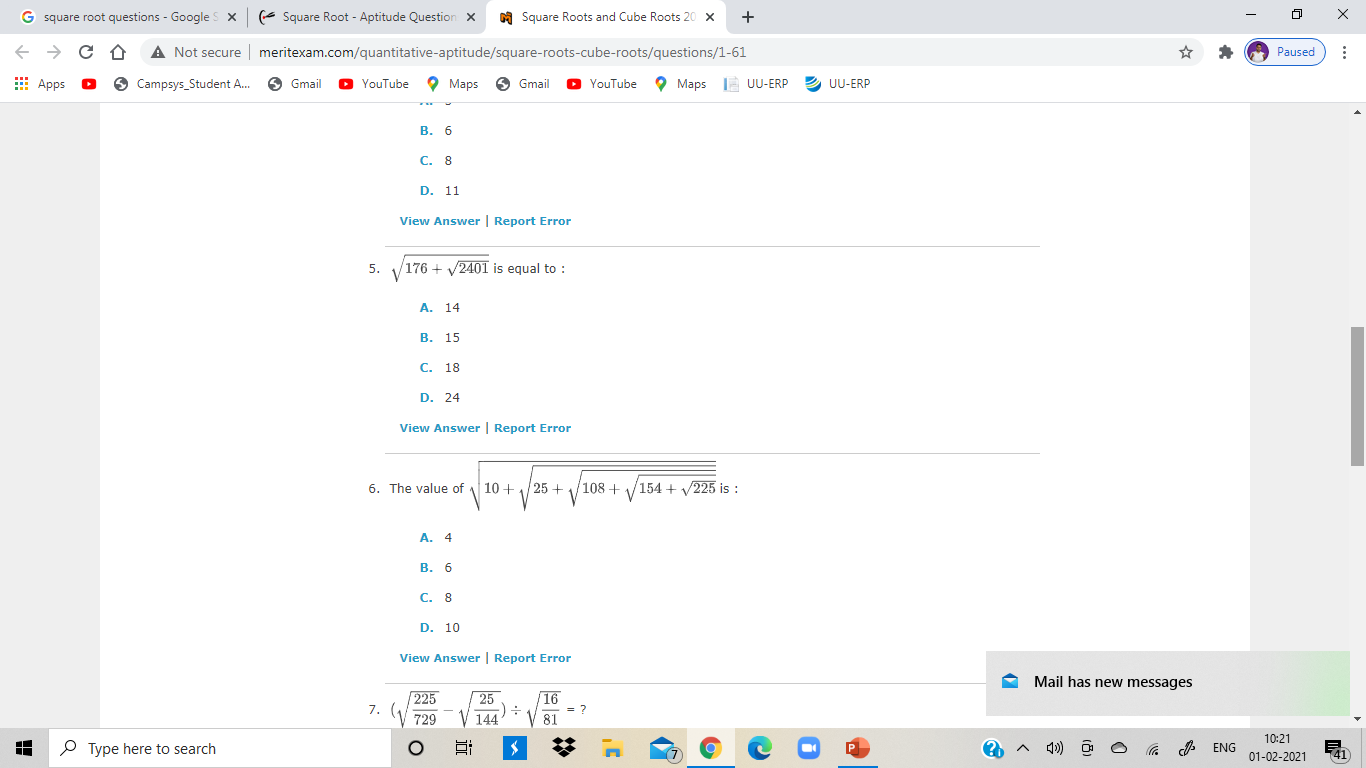 square root questions - Google S
Square Root - Aptitude Question
Square Roots and Cube Roots 20
Not secure | meritexam.com/quantitative-aptitude/square-roots-cube-roots/questions/1-61
Paused
Apps Campsys_Student A... Gmail YouTube Maps Gmail YouTube Maps UU-ERP UU-ERP
B. 6
C. 8
D. 11
View Answer | Report Error
5. √(176 + √2401) is equal to :
A. 14
B. 15
C. 18
D. 24
View Answer | Report Error
6. The value of √(10 + √(25 + √(108 + √(154 + √225)))) is :
A. 4
B. 6
C. 8
D. 10
View Answer | Report Error
Mail has new messages
7. (√(225/729) − √(25/144)) ÷ √(16/81) = ?
Type here to search
7
ENG
10:21
01-02-2021
41